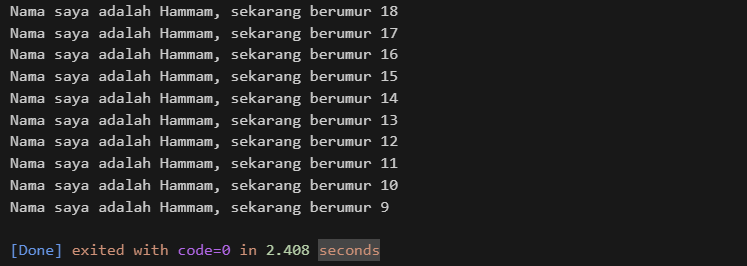 Nama saya adalah Hammam, sekarang berumur 18
Nama saya adalah Hammam, sekarang berumur 17
Nama saya adalah Hammam, sekarang berumur 16
Nama saya adalah Hammam, sekarang berumur 15
Nama saya adalah Hammam, sekarang berumur 14
Nama saya adalah Hammam, sekarang berumur 13
Nama saya adalah Hammam, sekarang berumur 12
Nama saya adalah Hammam, sekarang berumur 11
Nama saya adalah Hammam, sekarang berumur 10
Nama saya adalah Hammam, sekarang berumur 9
[Done] exited with code=0 in 2.408 seconds